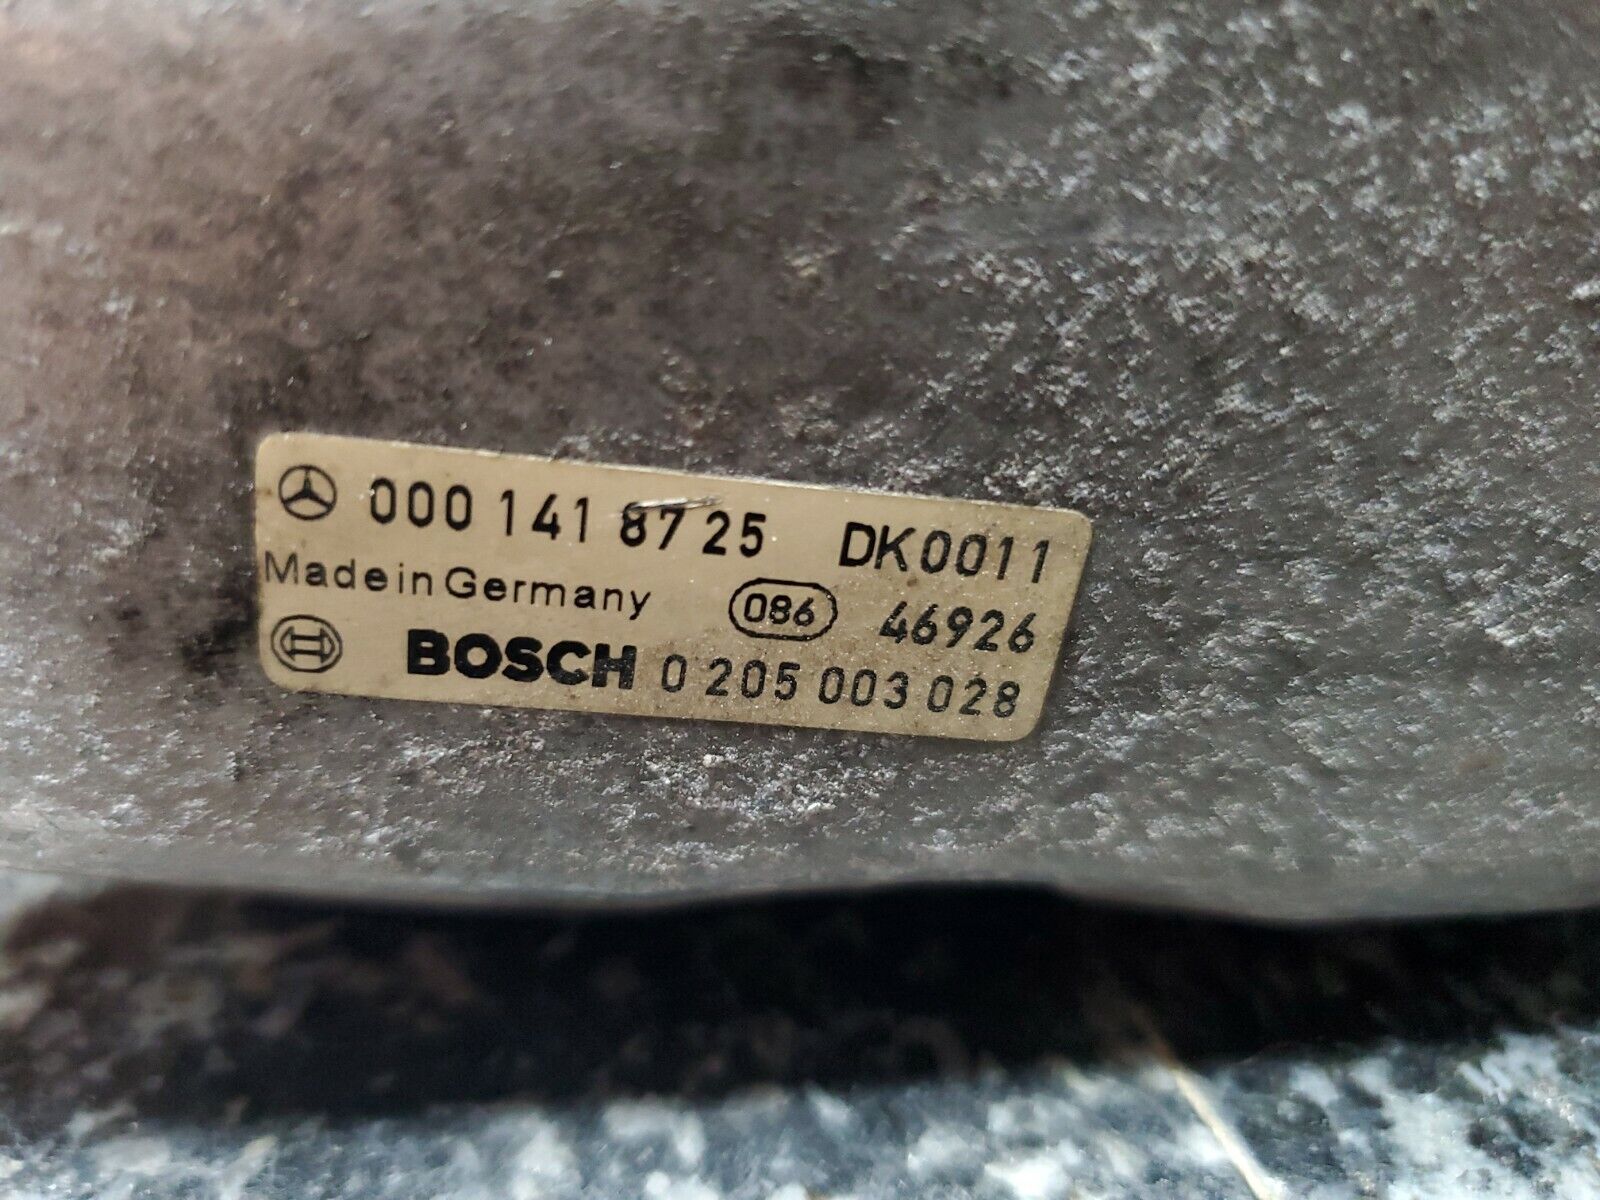 000 141 87 25 DK0011
Made in Germany 086 46926
BOSCH 0 205 003 028